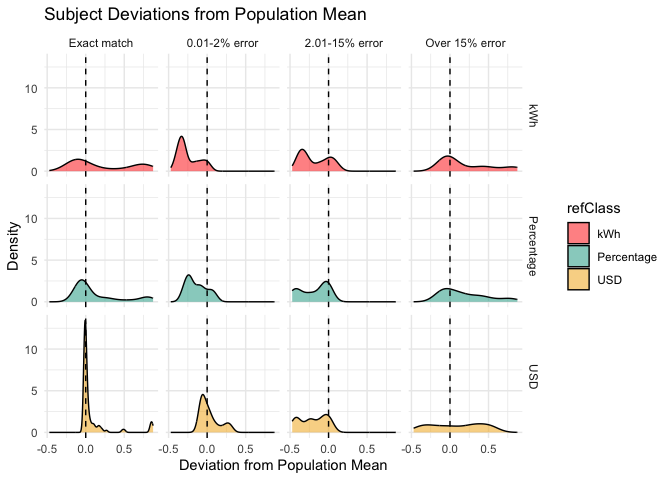 Subject Deviations from Population Mean
Exact match 0.01-2% error 2.01-15% error Over 15% error
10
5
0
kWh
10
5
0
Percentage
10
5
0
USD
-0.5 0.0 0.5 -0.5 0.0 0.5 -0.5 0.0 0.5 -0.5 0.0 0.5
Deviation from Population Mean
Density
refClass
kWh
Percentage
USD